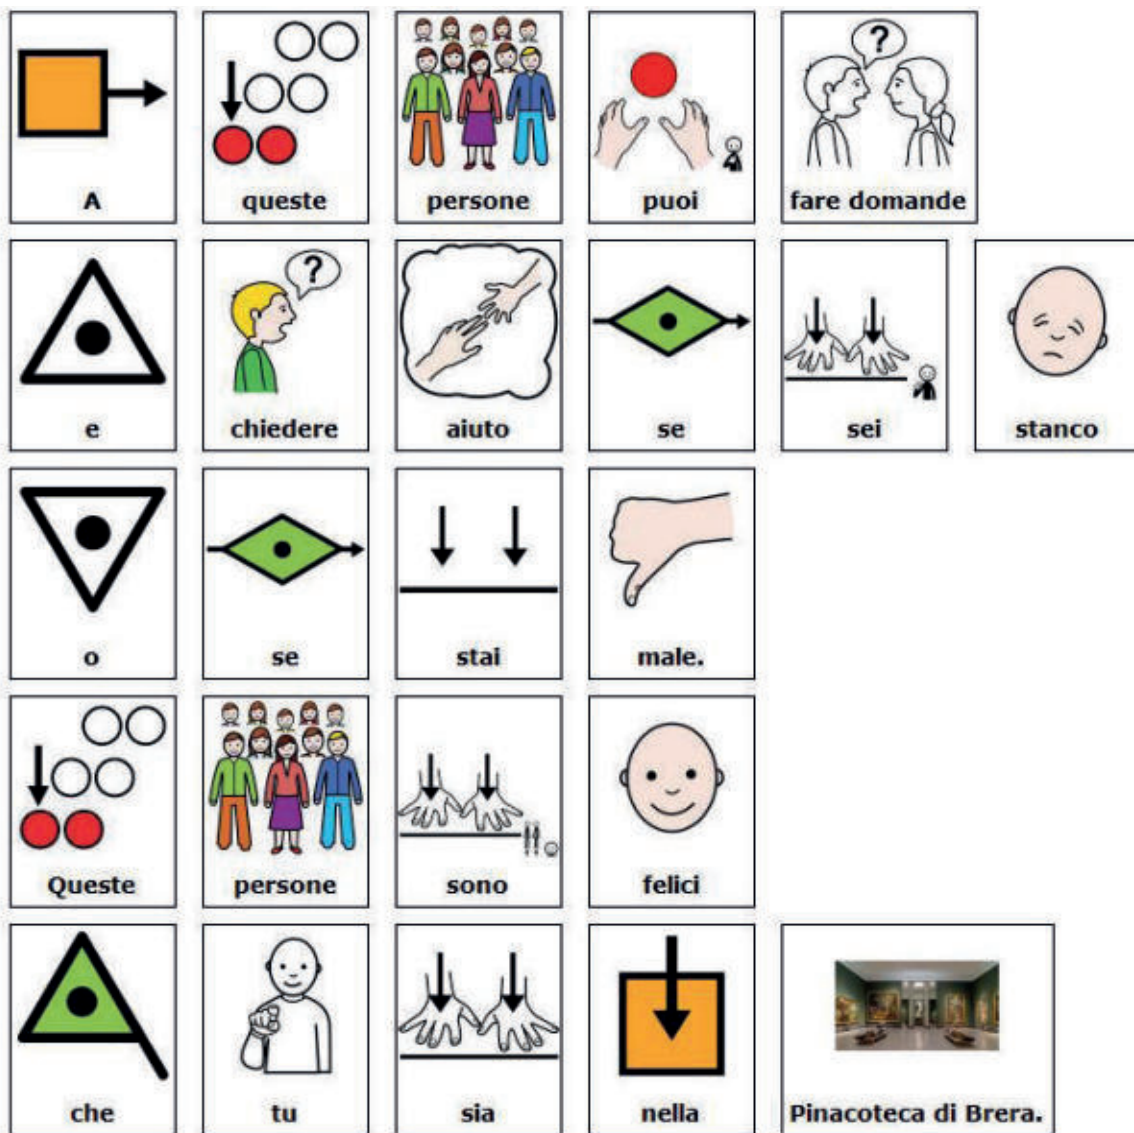 A queste persone puoi fare domande
e chiedere aiuto se sei stanco
o se stai male.
Queste persone sono felici
che tu sia nella Pinacoteca di Brera.